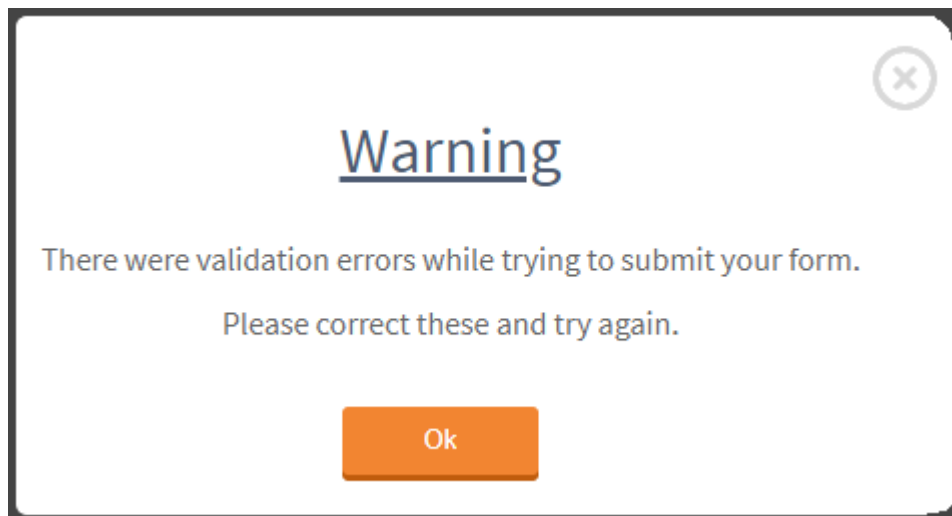 Warning
There were validation errors while trying to submit your form.
Please correct these and try again.
Ok